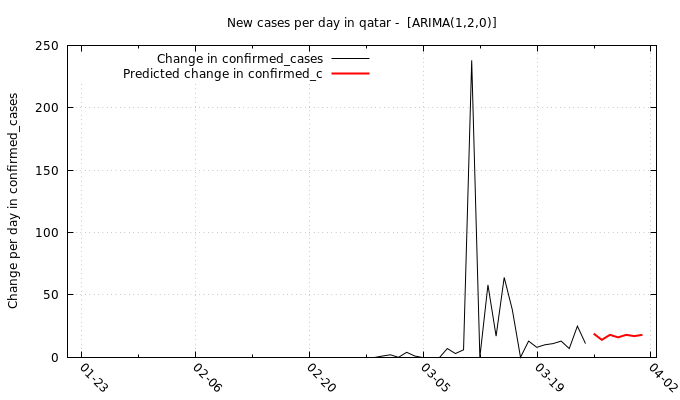 New cases per day in qatar -  [ARIMA(1,2,0)]
Change in confirmed_cases
Predicted change in confirmed_c
Change per day in confirmed_cases
250
200
150
100
50
0
01-23 02-06 02-20 03-05 03-19 04-02